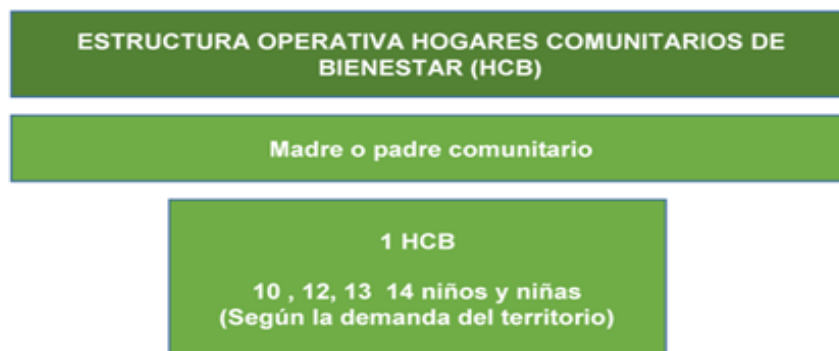 ESTRUCTURA OPERATIVA HOGARES COMUNITARIOS DE
BIENESTAR (HCB)
Madre o padre comunitario
1 HCB
10 , 12, 13 14 niños y niñas
(Según la demanda del territorio)